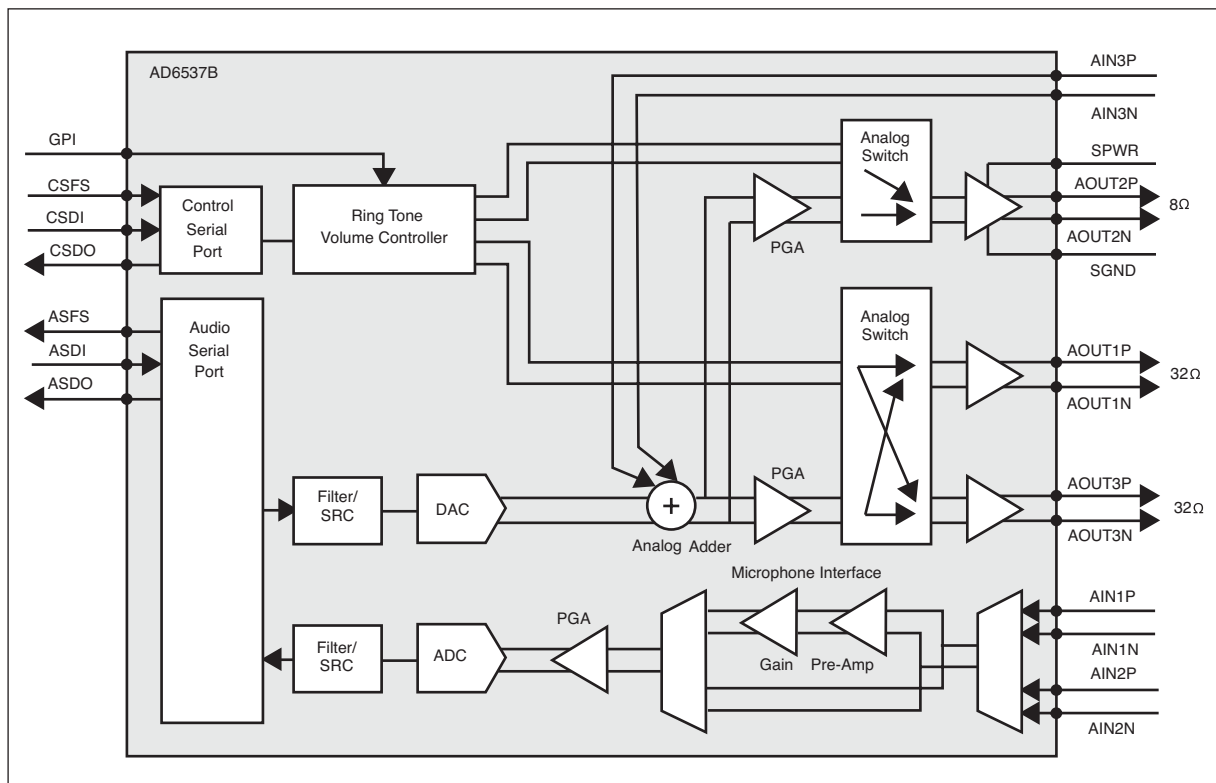 AD6537B
AIN3P
AIN3N
GPI
CSFS
CSDI
CSDO
Control
Serial
Port
Ring Tone
Volume Controller
PGA
Analog
Switch
SPWR
AOUT2P
8Ω
AOUT2N
SGND
ASFS
ASDI
ASDO
Audio
Serial
Port
Analog
Switch
AOUT1P
32Ω
AOUT1N
Filter/
SRC
DAC
+
Analog Adder
PGA
AOUT3P
32Ω
AOUT3N
Microphone Interface
Filter/
SRC
ADC
PGA
Gain
Pre-Amp
AIN1P
AIN1N
AIN2P
AIN2N